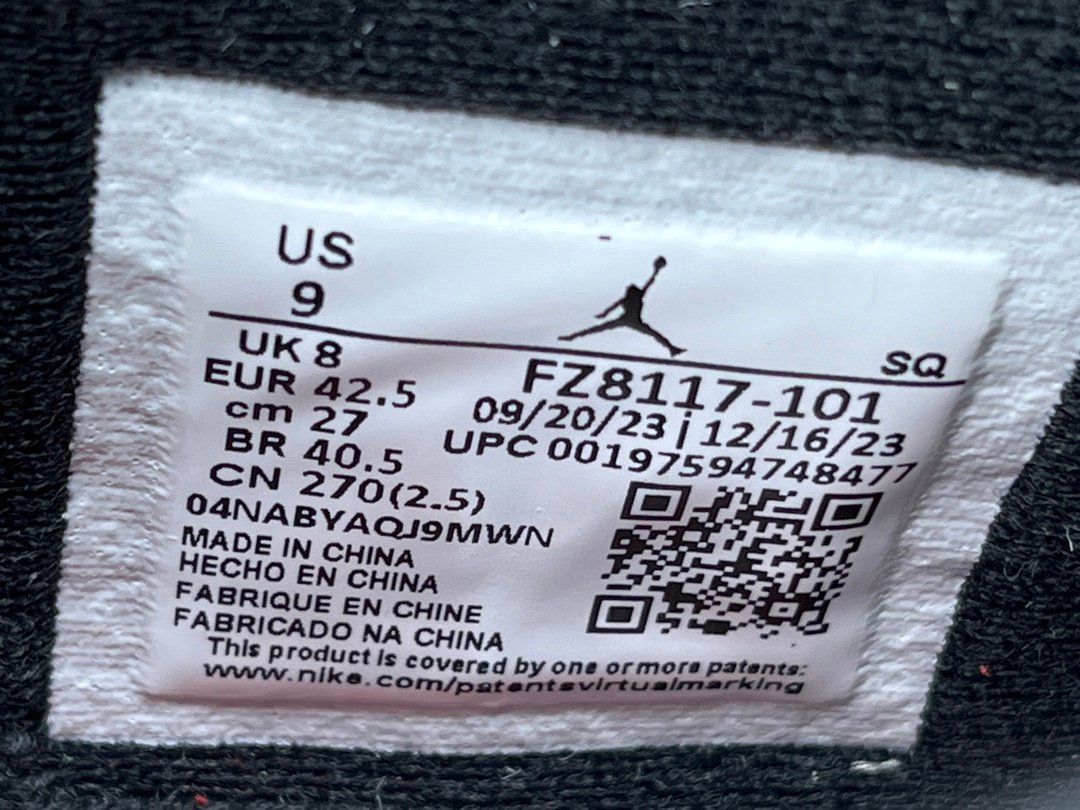 US
9
SQ
UK 8
EUR 42.5
cm 27
BR 40.5
CN 270(2.5)
FZ8117-101
09/20/23 | 12/16/23
UPC 00197594748477
04NABYAQJ9MWN
MADE IN CHINA
HECHO EN CHINA
FABRIQUE EN CHINE
FABRICADO NA CHINA
This product is covered by one or more patents:
www.nike.com/patentsvirtualmarking